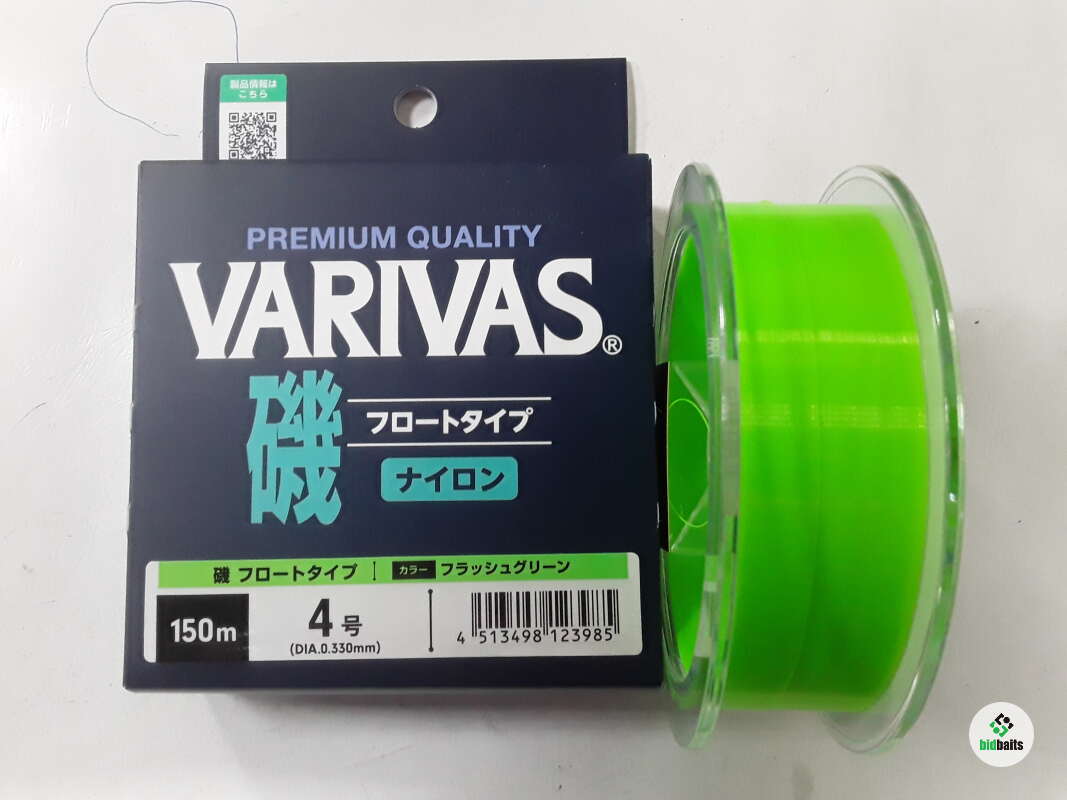 製品情報は
こちら
PREMIUM QUALITY
VARIVAS®
磯
フロートタイプ
ナイロン
磯 フロートタイプ カラー フラッシュグリーン
150m
4号
(DIA.0.330mm)
4 513498 123985
bidbaits